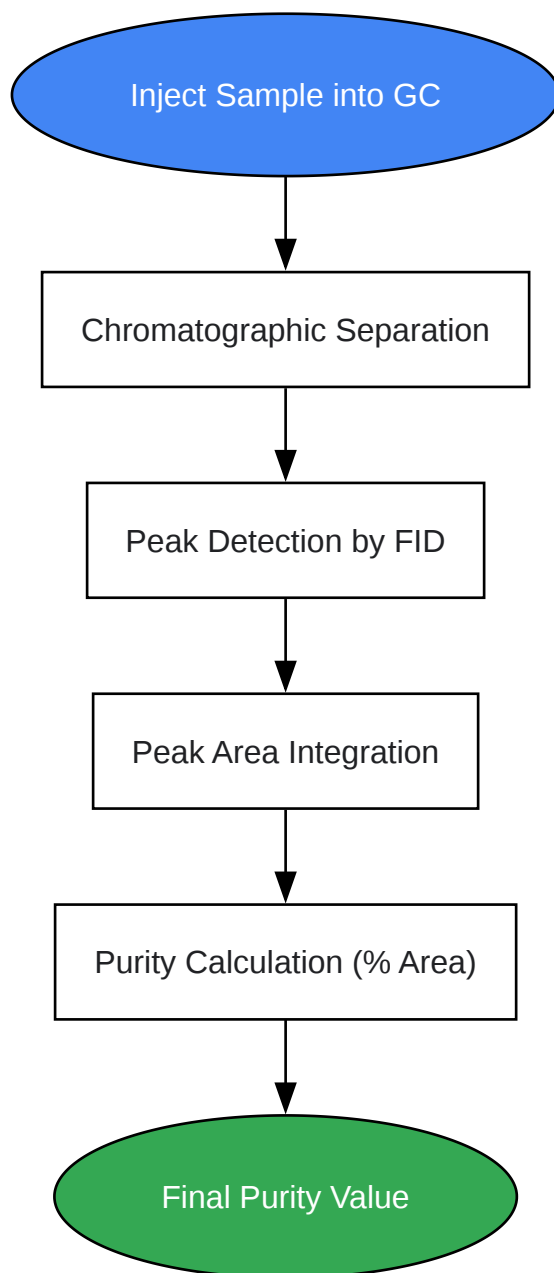 Inject Sample into GC
Chromatographic Separation
Peak Detection by FID
Peak Area Integration
Purity Calculation (% Area)
Final Purity Value